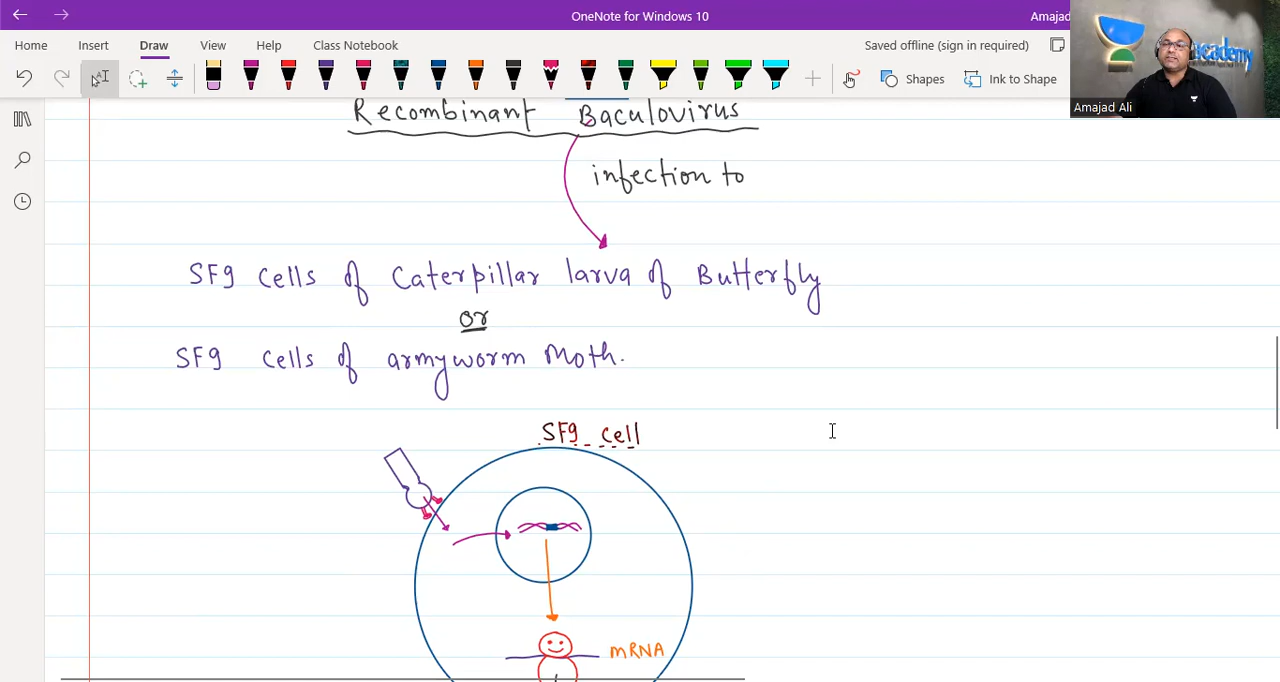 OneNote for Windows 10
Amajad
Home Insert Draw View Help Class Notebook
Saved offline (sign in required)
Shapes
Ink to Shape
academy
Amajad Ali
Recombinant Baculovirus
infection to
SF9 Cells of Caterpillar larva of Butterfly
or
SF9 Cells of armyworm Moth.
SF9 cell
mRNA